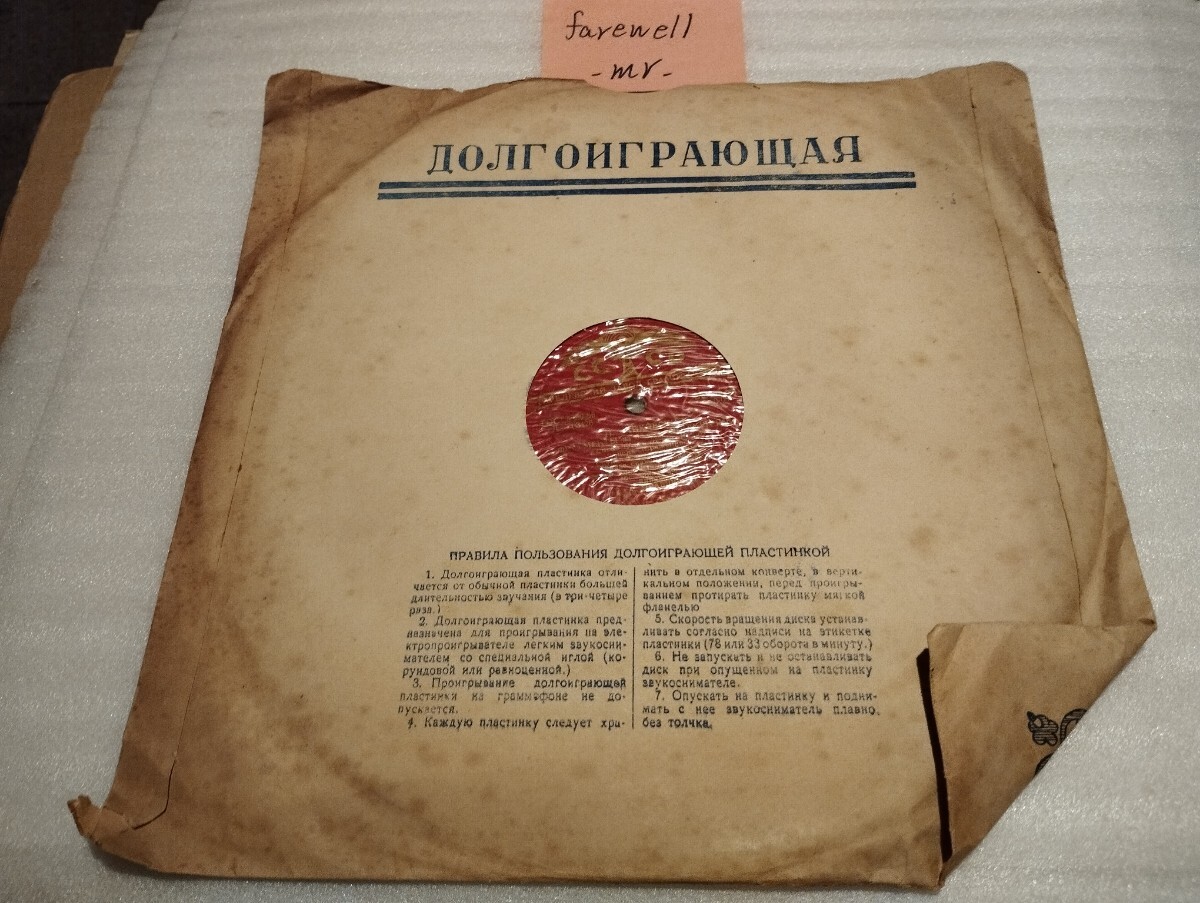 farewell
-mr-
ДОЛГОИГРАЮЩАЯ
ПРАВИЛА ПОЛЬЗОВАНИЯ ДОЛГОИГРАЮЩЕЙ ПЛАСТИНКОЙ
1. Долгоиграющая пластинка отли-
чается от обычной пластинки большей
длительностью звучания (в три-четыре
раза.)
2. Долгоиграющая пластинка пред-
назначена для проигрывания на эле-
ктропроигрывателе легким звукосни-
мателем со специальной иглой (ко-
рундовой или равноценной.)
3. Проигрывание долгоиграющей
пластинки на граммофоне не до-
пускается.
4. Каждую пластинку следует хра-
нить в отдельном конверте, в верти-
кальном положении, перед проигры-
ванием протирать пластинку мягкой
фланелью
5. Скорость вращения диска устанав-
ливать согласно надписи на этикетке
пластинки (78 или 33 оборота в минуту.)
6. Не запускать и не останавливать
диск при опущенном на пластинку
звукоснимателе.
7. Опускать на пластинку и подни-
мать с нее звукосниматель плавно,
без толчка.